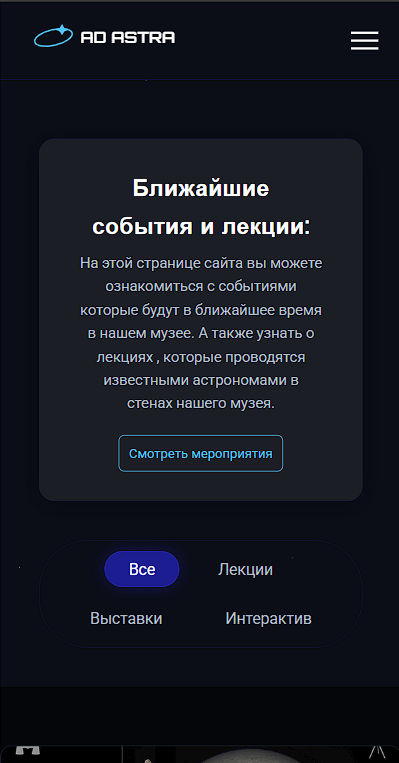 AD ASTRA
Ближайшие
события и лекции:
На этой странице сайта вы можете
ознакомиться с событиями
которые будут в ближайшее время
в нашем музее. А также узнать о
лекциях , которые проводятся
известными астрономами в
стенах нашего музея.
Смотреть мероприятия
Все Лекции
Выставки Интерактив